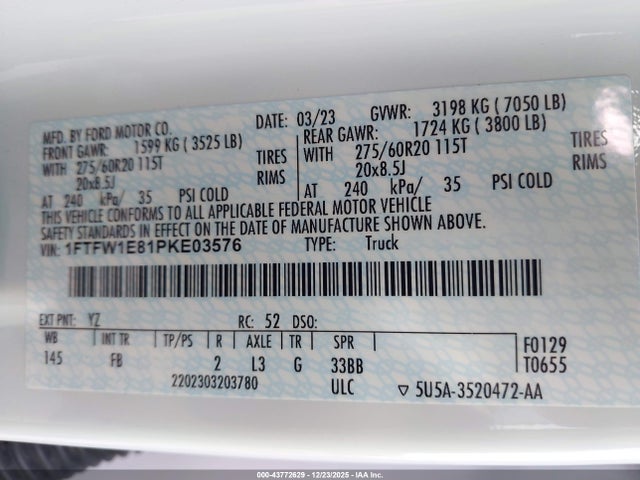 MFD. BY FORD MOTOR CO. DATE: 03/23 GVWR: 3198 KG ( 7050 LB)
FRONT GAWR: 1599 KG ( 3525 LB) REAR GAWR: 1724 KG ( 3800 LB)
WITH 275/60R20 115T TIRES WITH 275/60R20 115T TIRES
20x8.5J RIMS 20x8.5J RIMS
AT 240 kPa/ 35 PSI COLD AT 240 kPa/ 35 PSI COLD
THIS VEHICLE CONFORMS TO ALL APPLICABLE FEDERAL MOTOR VEHICLE
SAFETY STANDARDS IN EFFECT ON THE DATE OF MANUFACTURE SHOWN ABOVE.
VIN: 1FTFW1E81PKE03576 TYPE: Truck
EXT PNT: YZ RC: 52 DSO:
WB INT TR TP/PS R AXLE TR SPR F0129
145 FB 2 L3 G 33BB T0655
2202303203780 ULC ▽ 5U5A-3520472-AA
000-43772629 - 12/23/2025 - IAA Inc.